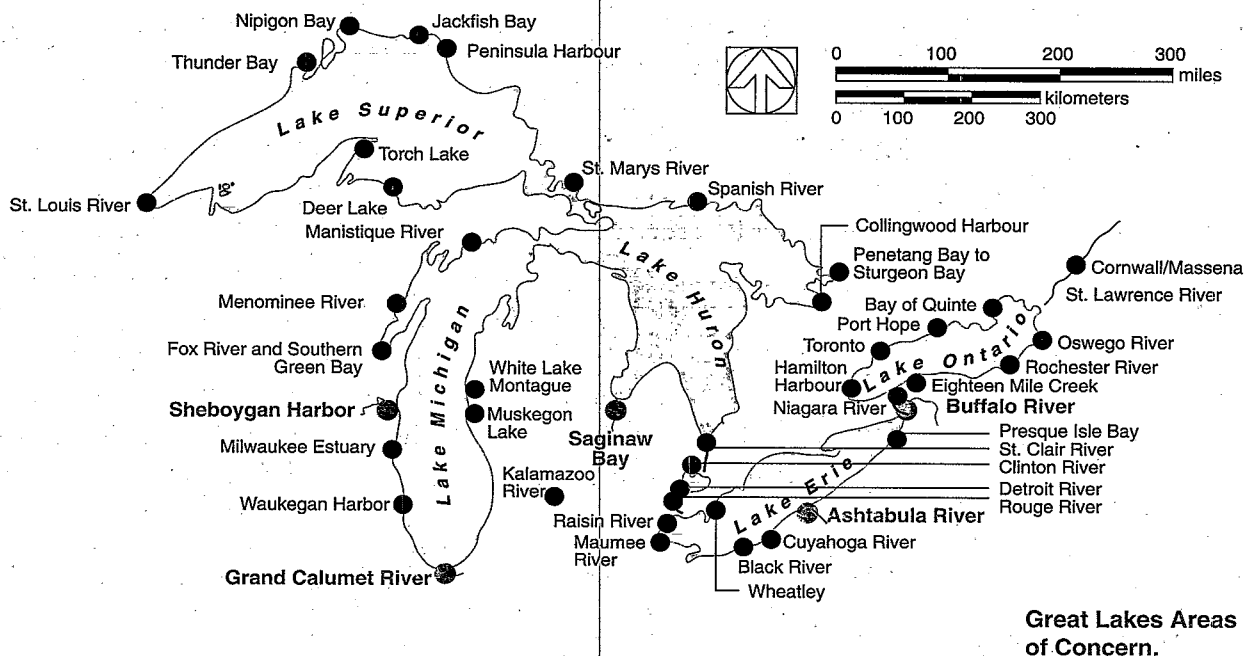 Nipigon Bay
Jackfish Bay
Peninsula Harbour
Thunder Bay
0 100 200 300
miles
kilometers
0 100 200 300
Lake Superior
Torch Lake
St. Marys River
Spanish River
St. Louis River
Deer Lake
Manistique River
Collingwood Harbour
Penetang Bay to
Sturgeon Bay
Cornwall/Massena
St. Lawrence River
Lake Huron
Menominee River
Bay of Quinte
Port Hope
Toronto
Lake Ontario
Oswego River
Fox River and Southern
Green Bay
Lake Michigan
White Lake
Montague
Hamilton
Harbour
Rochester River
Eighteen Mile Creek
Sheboygan Harbor
Muskegon
Lake
Niagara River
Buffalo River
Saginaw
Bay
Presque Isle Bay
St. Clair River
Clinton River
Detroit River
Rouge River
Milwaukee Estuary
Kalamazoo
River
Lake Erie
Waukegan Harbor
Raisin River
Maumee
River
Ashtabula River
Cuyahoga River
Black River
Grand Calumet River
Wheatley
Great Lakes Areas
of Concern.